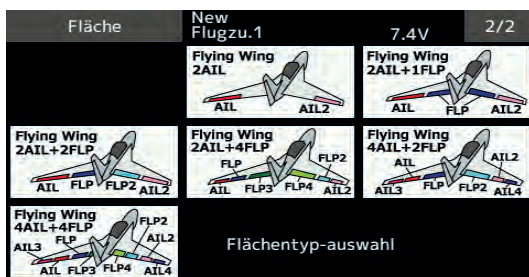 Fläche
New
Flugzu.1
7.4V
2/2
Flying Wing
2AIL
AIL
AIL2
Flying Wing
2AIL+1FLP
AIL
FLP
AIL2
Flying Wing
2AIL+2FLP
AIL
FLP
FLP2
AIL2
Flying Wing
2AIL+4FLP
FLP
FLP2
AIL
FLP3
FLP4
AIL2
Flying Wing
4AIL+2FLP
AIL
AIL2
AIL3
FLP
FLP2
AIL4
Flying Wing
4AIL+4FLP
FLP2
AIL3
FLP
AIL2
AIL
FLP3
FLP4
AIL4
Flächentyp-auswahl